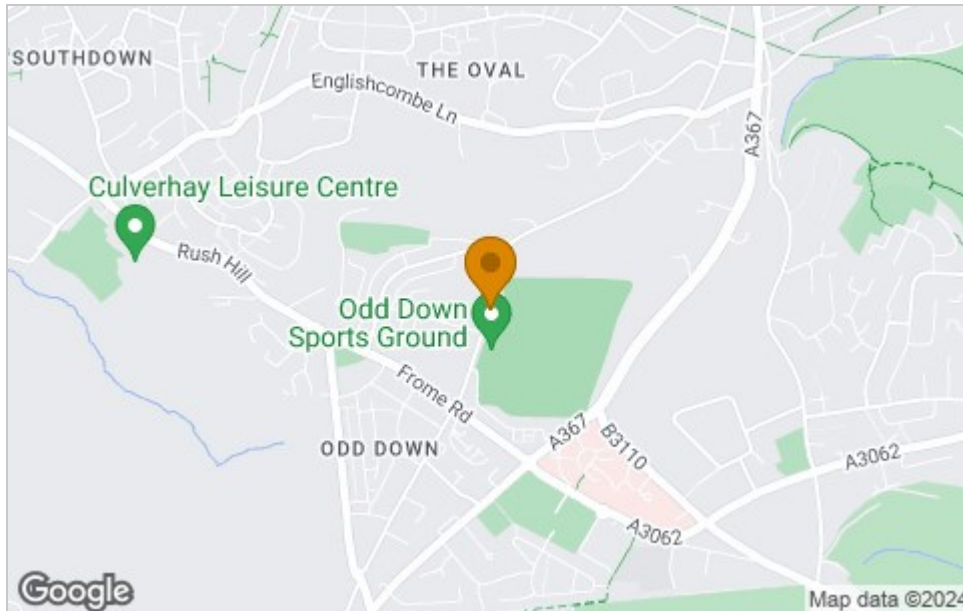 SOUTHDOWN
THE OVAL
Englishcombe Ln
A367
Culverhay Leisure Centre
Rush Hill
Odd Down
Sports Ground
Frome Rd
ODD DOWN
A367
B3110
A3062
A3062
Google
Map data ©2024